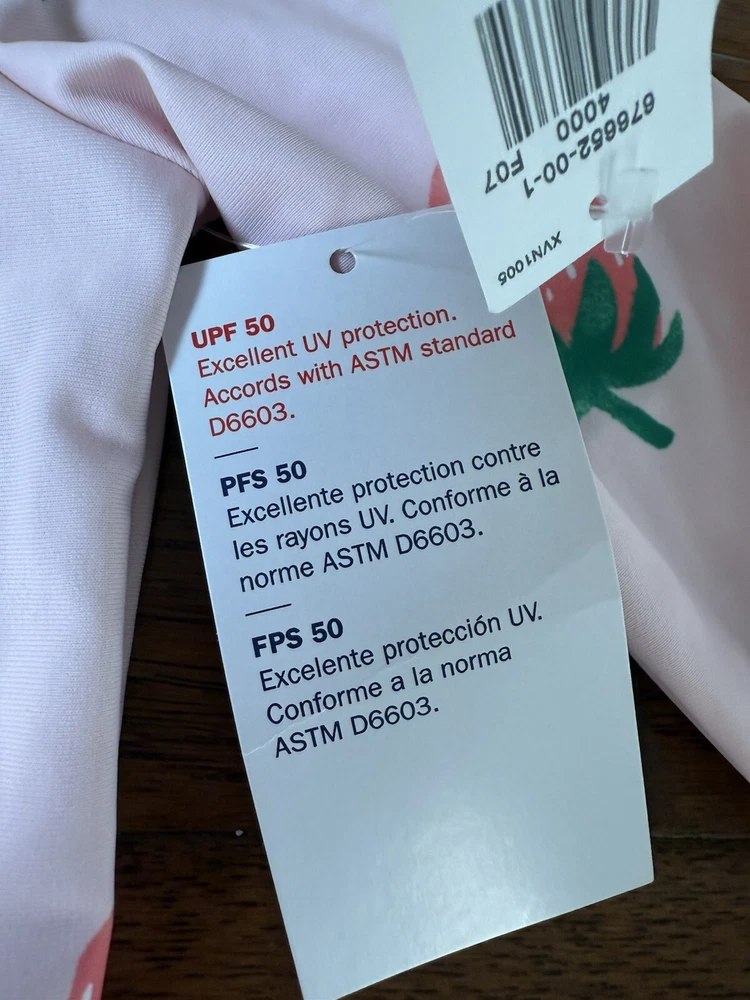 676652-00-1
4000
F07
XVN1005
UPF 50
Excellent UV protection.
Accords with ASTM standard
D6603.
PFS 50
Excellente protection contre
les rayons UV. Conforme à la
norme ASTM D6603.
FPS 50
Excelente protección UV.
Conforme a la norma
ASTM D6603.